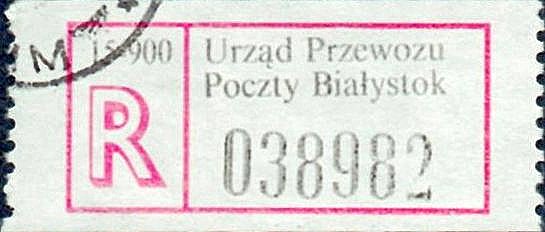 15-900
Urząd Przewozu
Poczty Białystok
R
038982